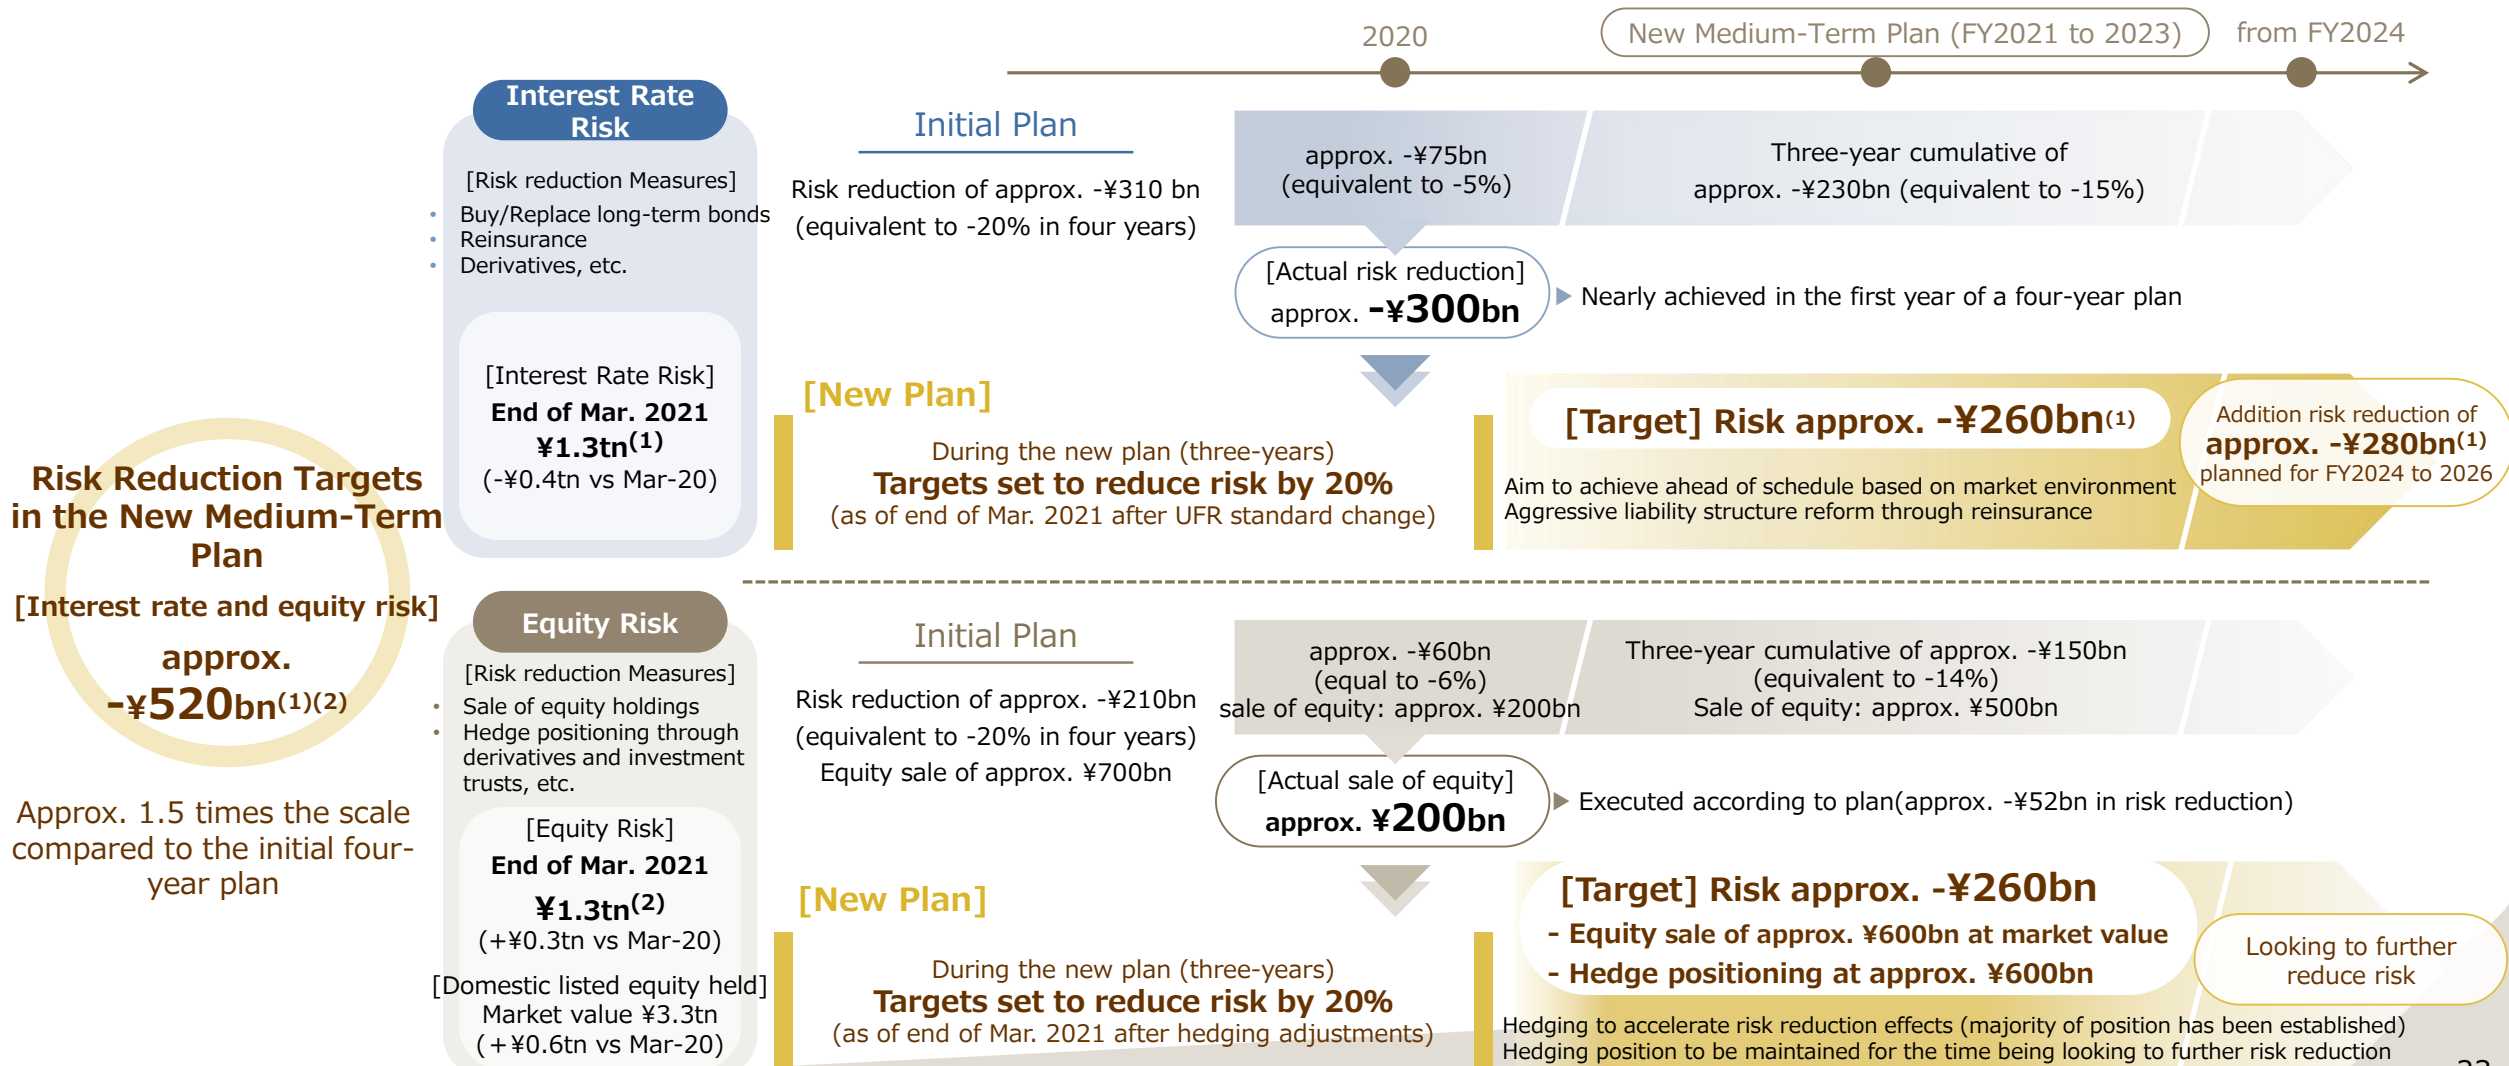 2020
New Medium-Term Plan (FY2021 to 2023)
from FY2024
Risk Reduction Targets
in the New Medium-Term
Plan
[Interest rate and equity risk]
approx.
-¥520bn(1)(2)
Approx. 1.5 times the scale
compared to the initial four-
year plan
Interest Rate
Risk
[Risk reduction Measures]
• Buy/Replace long-term bonds
• Reinsurance
• Derivatives, etc.
[Interest Rate Risk]
End of Mar. 2021
¥1.3tn(1)
(-¥0.4tn vs Mar-20)
Initial Plan
Risk reduction of approx. -¥310 bn
(equivalent to -20% in four years)
approx. -¥75bn
(equivalent to -5%)
Three-year cumulative of
approx. -¥230bn (equivalent to -15%)
[Actual risk reduction]
approx. -¥300bn
Nearly achieved in the first year of a four-year plan
[New Plan]
During the new plan (three-years)
Targets set to reduce risk by 20%
(as of end of Mar. 2021 after UFR standard change)
[Target] Risk approx. -¥260bn(1)
Aim to achieve ahead of schedule based on market environment
Aggressive liability structure reform through reinsurance
Addition risk reduction of
approx. -¥280bn(1)
planned for FY2024 to 2026
Equity Risk
[Risk reduction Measures]
• Sale of equity holdings
• Hedge positioning through
derivatives and investment
trusts, etc.
[Equity Risk]
End of Mar. 2021
¥1.3tn(2)
(+¥0.3tn vs Mar-20)
[Domestic listed equity held]
Market value ¥3.3tn
(+¥0.6tn vs Mar-20)
Initial Plan
Risk reduction of approx. -¥210bn
(equivalent to -20% in four years)
Equity sale of approx. ¥700bn
approx. -¥60bn
(equal to -6%)
sale of equity: approx. ¥200bn
Three-year cumulative of approx. -¥150bn
(equivalent to -14%)
Sale of equity: approx. ¥500bn
[Actual sale of equity]
approx. ¥200bn
Executed according to plan(approx. -¥52bn in risk reduction)
[New Plan]
During the new plan (three-years)
Targets set to reduce risk by 20%
(as of end of Mar. 2021 after hedging adjustments)
[Target] Risk approx. -¥260bn
- Equity sale of approx. ¥600bn at market value
- Hedge positioning at approx. ¥600bn
Hedging to accelerate risk reduction effects (majority of position has been established)
Hedging position to be maintained for the time being looking to further risk reduction
Looking to further
reduce risk